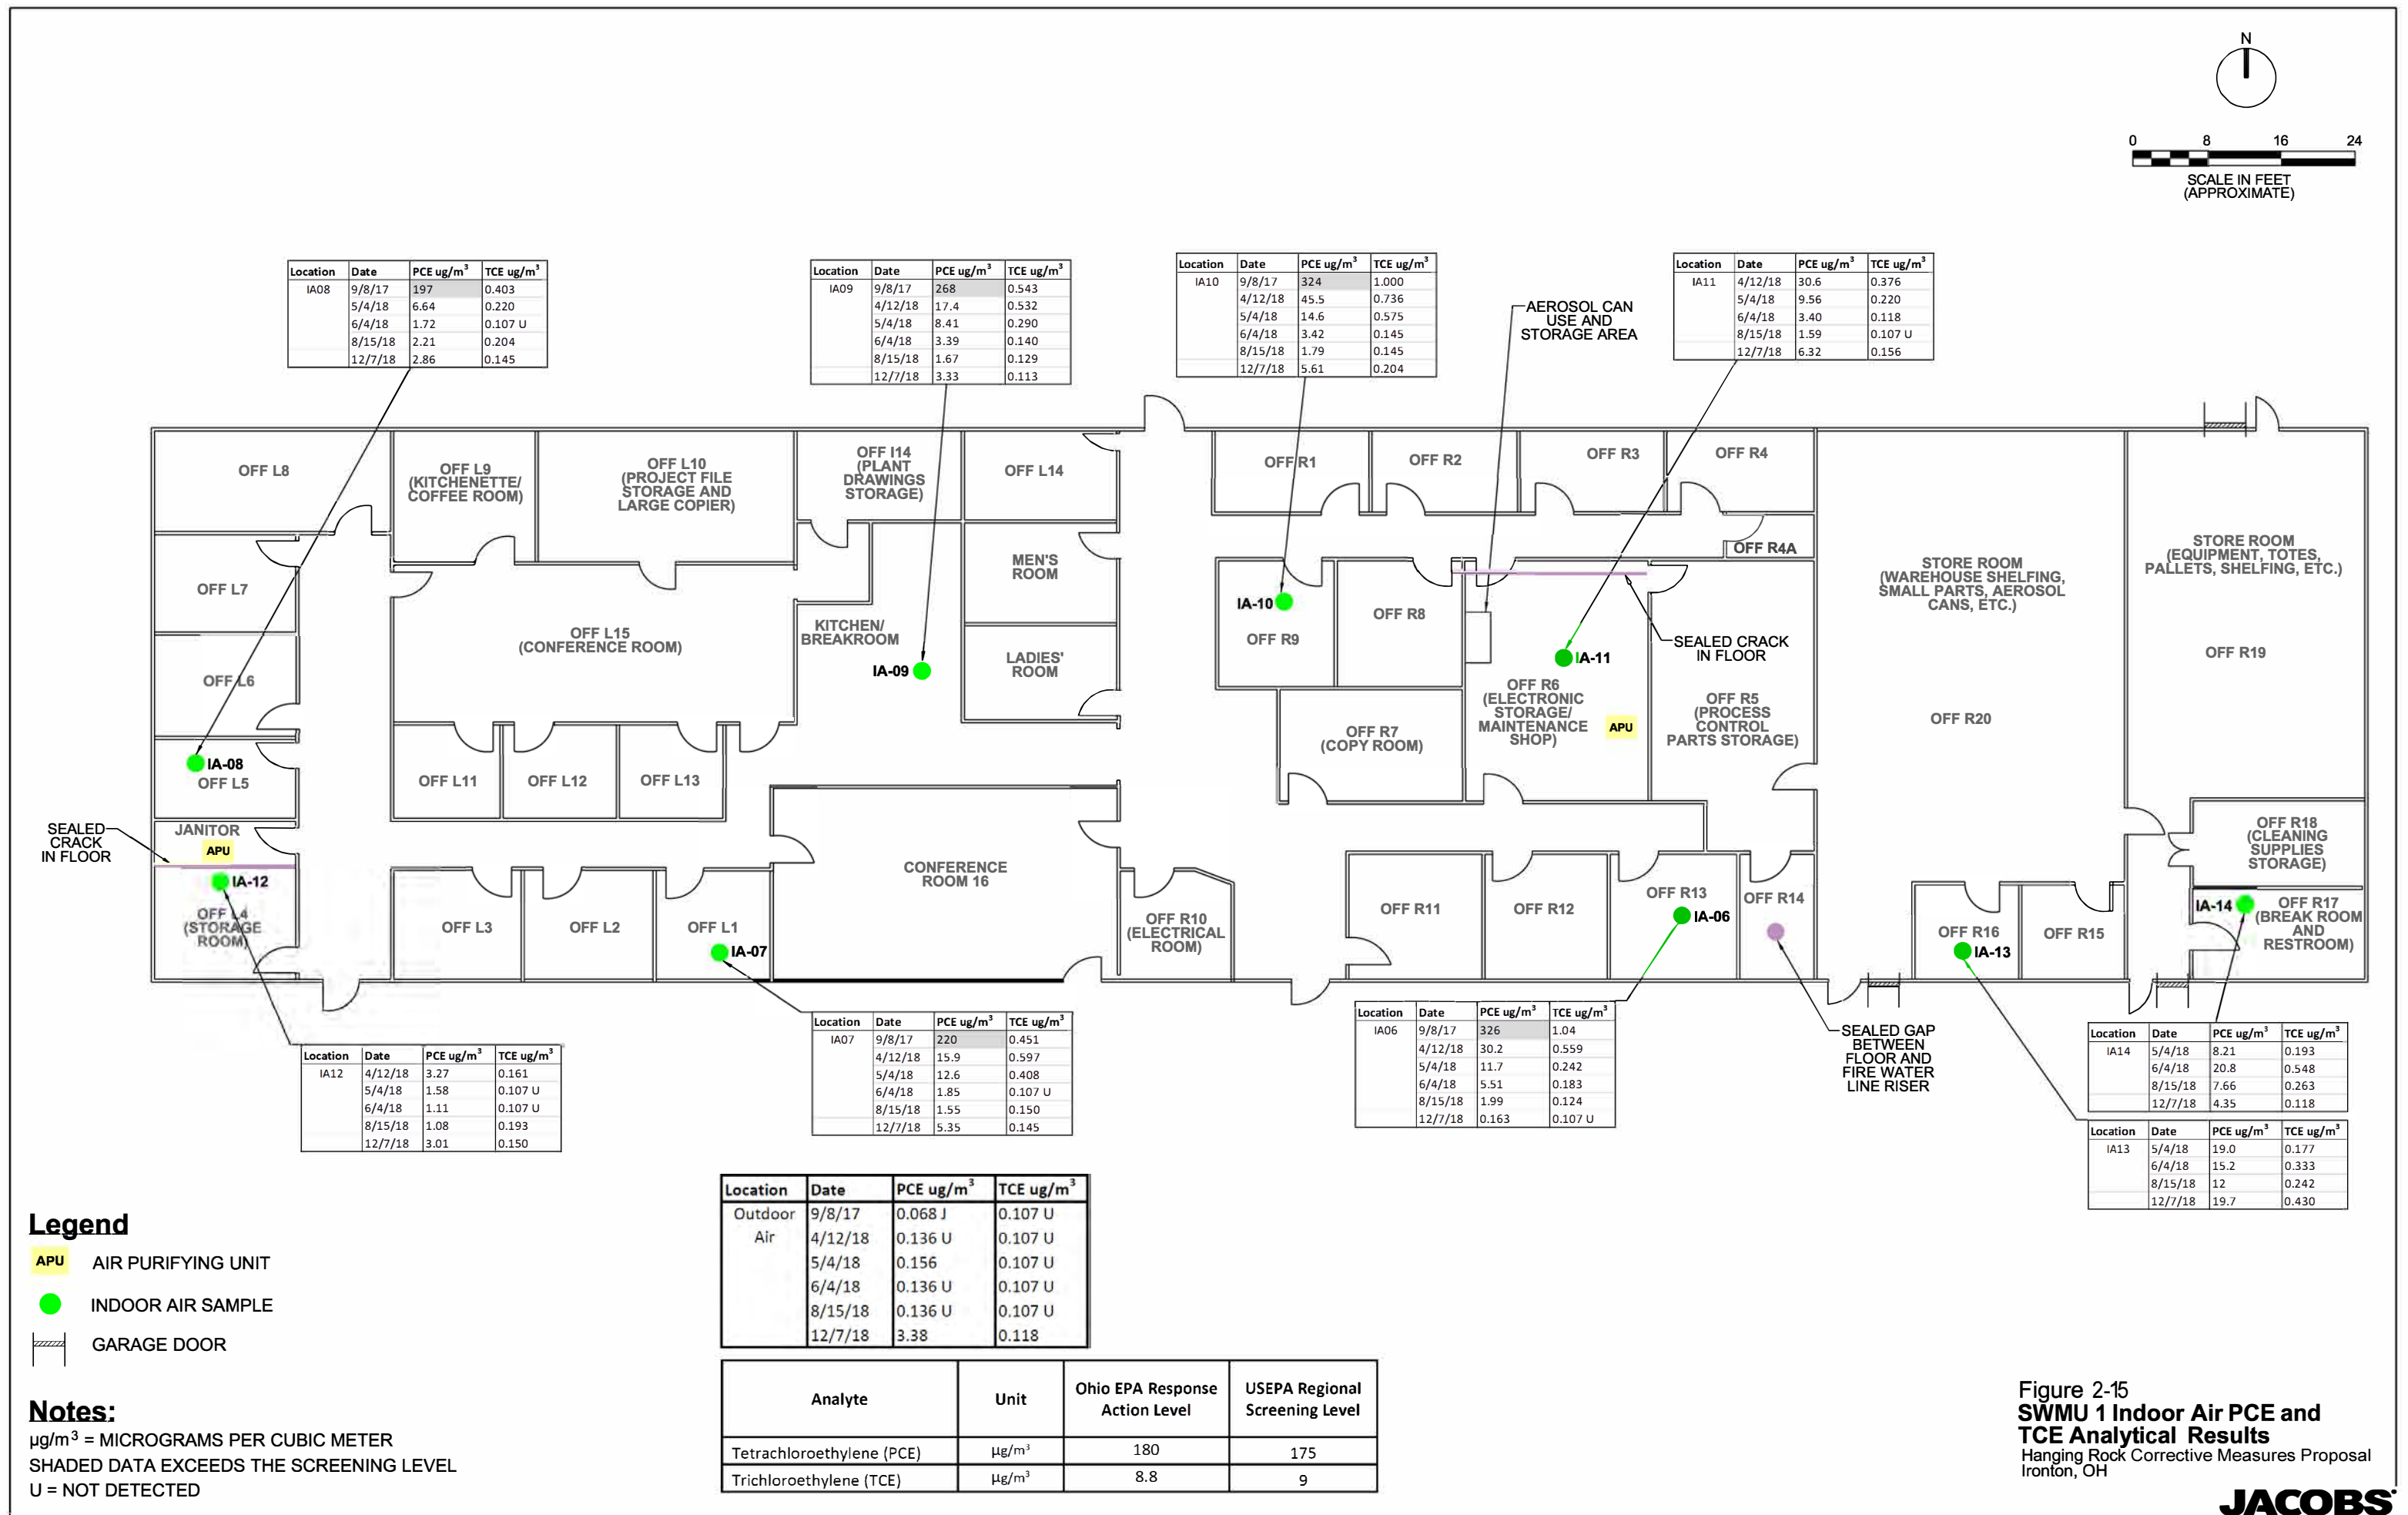 N
0 8 16 24
SCALE IN FEET
(APPROXIMATE)
Location Date PCE ug/m³ TCE ug/m³
IA08 9/8/17 197 0.403
5/4/18 6.64 0.220
6/4/18 1.72 0.107 U
8/15/18 2.21 0.204
12/7/18 2.86 0.145
Location Date PCE ug/m³ TCE ug/m³
IA09 9/8/17 268 0.543
4/12/18 17.4 0.532
5/4/18 8.41 0.290
6/4/18 3.39 0.140
8/15/18 1.67 0.129
12/7/18 3.33 0.113
Location Date PCE ug/m³ TCE ug/m³
IA10 9/8/17 324 1.000
4/12/18 45.5 0.736
5/4/18 14.6 0.575
6/4/18 3.42 0.145
8/15/18 1.79 0.145
12/7/18 5.61 0.204
AEROSOL CAN
USE AND
STORAGE AREA
Location Date PCE ug/m³ TCE ug/m³
IA11 4/12/18 30.6 0.376
5/4/18 9.56 0.220
6/4/18 3.40 0.118
8/15/18 1.59 0.107 U
12/7/18 6.32 0.156
OFF L8
OFF L9
(KITCHENETTE/
COFFEE ROOM)
OFF L10
(PROJECT FILE
STORAGE AND
LARGE COPIER)
OFF I14
(PLANT
DRAWINGS
STORAGE)
OFF L14
OFF R1
OFF R2
OFF R3
OFF R4
OFF R4A
OFF L7
OFF L6
IA-08
OFF L5
OFF L15
(CONFERENCE ROOM)
KITCHEN/
BREAKROOM
IA-09
MEN'S
ROOM
LADIES'
ROOM
IA-10
OFF R9
OFF R8
SEALED CRACK
IN FLOOR
IA-11
OFF R6
(ELECTRONIC
STORAGE/
MAINTENANCE
SHOP)
APU
OFF R5
(PROCESS
CONTROL
PARTS STORAGE)
OFF R7
(COPY ROOM)
STORE ROOM
(WAREHOUSE SHELFING,
SMALL PARTS, AEROSOL
CANS, ETC.)
OFF R20
STORE ROOM
(EQUIPMENT, TOTES,
PALLETS, SHELFING, ETC.)
OFF R19
OFF L11
OFF L12
OFF L13
SEALED
CRACK
IN FLOOR
JANITOR
APU
IA-12
OFF L4
(STORAGE
ROOM)
OFF L3
OFF L2
OFF L1
IA-07
CONFERENCE
ROOM 16
OFF R10
(ELECTRICAL
ROOM)
OFF R11
OFF R12
OFF R13
IA-06
OFF R14
OFF R16
IA-13
OFF R15
OFF R18
(CLEANING
SUPPLIES
STORAGE)
IA-14
OFF R17
(BREAK ROOM
AND
RESTROOM)
Location Date PCE ug/m³ TCE ug/m³
IA12 4/12/18 3.27 0.161
5/4/18 1.58 0.107 U
6/4/18 1.11 0.107 U
8/15/18 1.08 0.193
12/7/18 3.01 0.150
Location Date PCE ug/m³ TCE ug/m³
IA07 9/8/17 220 0.451
4/12/18 15.9 0.597
5/4/18 12.6 0.408
6/4/18 1.85 0.107 U
8/15/18 1.55 0.150
12/7/18 5.35 0.145
Location Date PCE ug/m³ TCE ug/m³
IA06 9/8/17 326 1.04
4/12/18 30.2 0.559
5/4/18 11.7 0.242
6/4/18 5.51 0.183
8/15/18 1.99 0.124
12/7/18 0.163 0.107 U
SEALED GAP
BETWEEN
FLOOR AND
FIRE WATER
LINE RISER
Location Date PCE ug/m³ TCE ug/m³
IA14 5/4/18 8.21 0.193
6/4/18 20.8 0.548
8/15/18 7.66 0.263
12/7/18 4.35 0.118
Location Date PCE ug/m³ TCE ug/m³
IA13 5/4/18 19.0 0.177
6/4/18 15.2 0.333
8/15/18 12 0.242
12/7/18 19.7 0.430
Location Date PCE ug/m³ TCE ug/m³
Outdoor 9/8/17 0.068 J 0.107 U
Air 4/12/18 0.136 U 0.107 U
5/4/18 0.156 0.107 U
6/4/18 0.136 U 0.107 U
8/15/18 0.136 U 0.107 U
12/7/18 3.38 0.118
Analyte Unit Ohio EPA Response Action Level USEPA Regional Screening Level
Tetrachloroethylene (PCE) µg/m³ 180 175
Trichloroethylene (TCE) µg/m³ 8.8 9
Legend
APU AIR PURIFYING UNIT
INDOOR AIR SAMPLE
GARAGE DOOR
Notes:
µg/m³ = MICROGRAMS PER CUBIC METER
SHADED DATA EXCEEDS THE SCREENING LEVEL
U = NOT DETECTED
Figure 2-15
SWMU 1 Indoor Air PCE and
TCE Analytical Results
Hanging Rock Corrective Measures Proposal
Ironton, OH
JACOBS